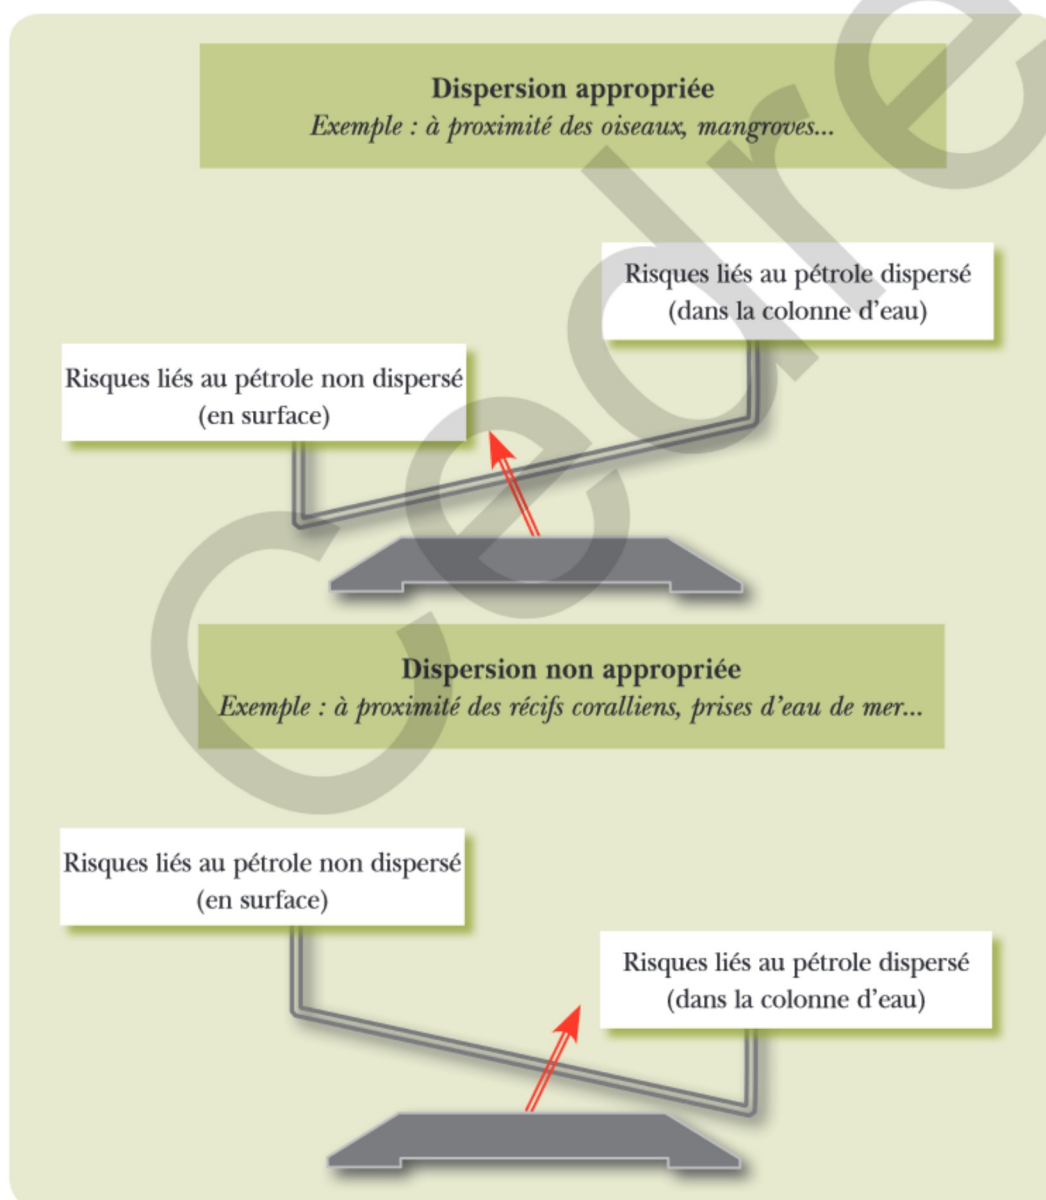 Dispersion appropriée
Exemple : à proximité des oiseaux, mangroves...
Risques liés au pétrole dispersé
(dans la colonne d'eau)
Risques liés au pétrole non dispersé
(en surface)
Dispersion non appropriée
Exemple : à proximité des récifs coralliens, prises d'eau de mer...
Risques liés au pétrole non dispersé
(en surface)
Risques liés au pétrole dispersé
(dans la colonne d'eau)
Cedre